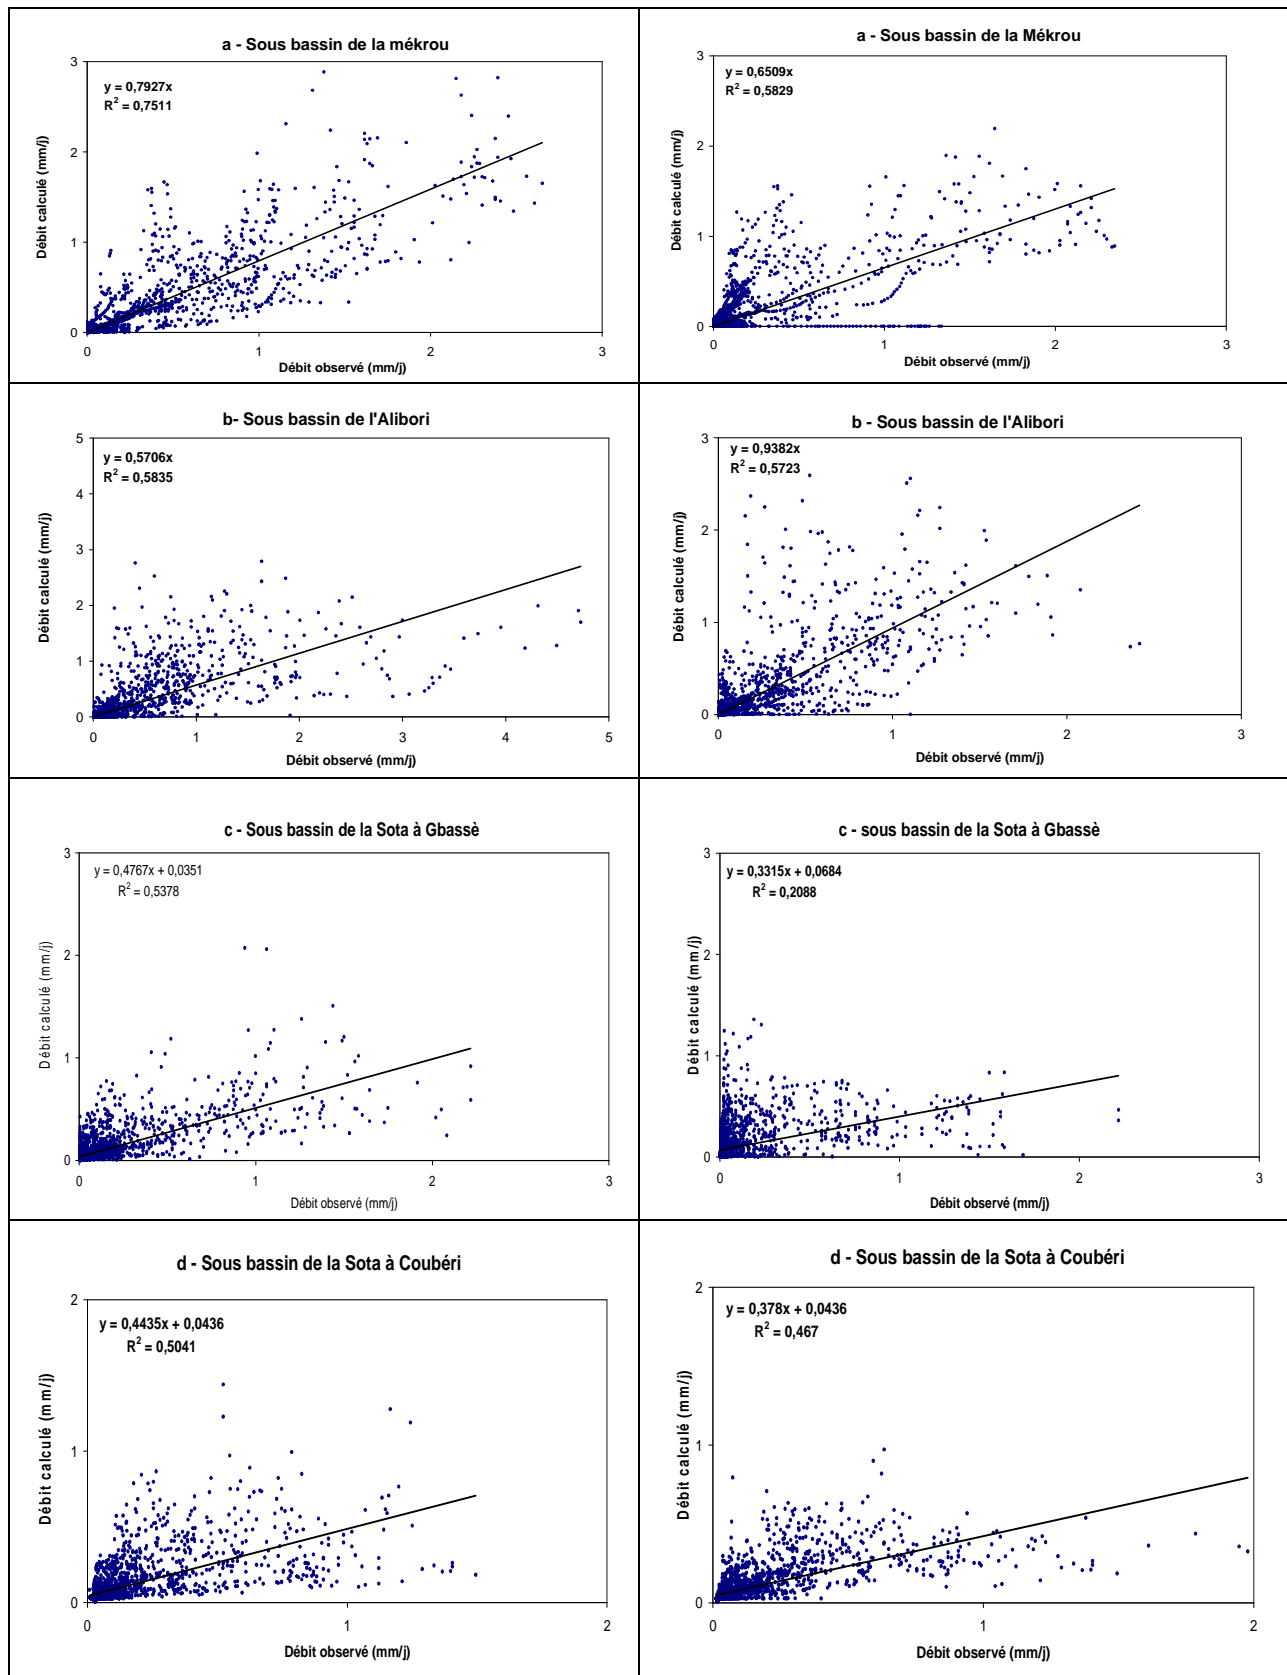 a - Sous bassin de la mékrou
y = 0,7927x
R² = 0,7511
Débit calculé (mm/j)
3
2
1
0
0 1 2 3
Débit observé (mm/j)
a - Sous bassin de la Mékrou
y = 0,6509x
R² = 0,5829
Débit calculé (mm/j)
3
2
1
0
0 1 2 3
Débit observé (mm/j)
b- Sous bassin de l'Alibori
y = 0,5706x
R² = 0,5835
Débit calculé (mm/j)
5
4
3
2
1
0
0 1 2 3 4 5
Débit observé (mm/j)
b - Sous bassin de l'Alibori
y = 0,9382x
R² = 0,5723
Débit calculé (mm/j)
3
2
1
0
0 1 2 3
Débit observé (mm/j)
c - Sous bassin de la Sota à Gbassè
y = 0,4767x + 0,0351
R² = 0,5378
Débit calculé (mm/j)
3
2
1
0
0 1 2 3
Débit observé (mm/j)
c - sous bassin de la Sota à Gbassè
y = 0,3315x + 0,0684
R² = 0,2088
Débit calculé (mm/j)
3
2
1
0
0 1 2 3
Débit observé (mm/j)
d - Sous bassin de la Sota à Coubéri
y = 0,4435x + 0,0436
R² = 0,5041
Débit calculé (mm/j)
2
1
0
0 1 2
Débit observé (mm/j)
d - Sous bassin de la Sota à Coubéri
y = 0,378x + 0,0436
R² = 0,467
Débit calculé (mm/j)
2
1
0
0 1 2
Débit observé (mm/j)